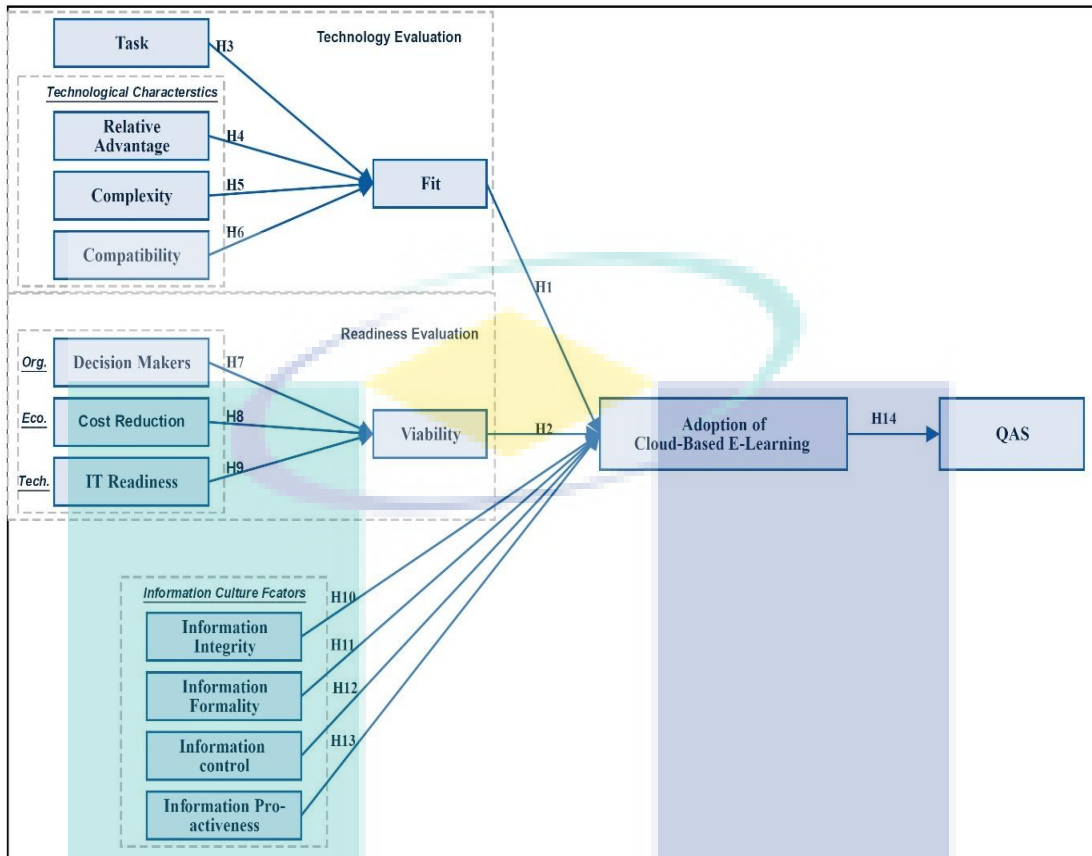 Technology Evaluation
Task
H3
Technological Characterstics
Relative
Advantage
H4
Complexity
H5
Compatibility
H6
Fit
H1
Readiness Evaluation
Org.
Decision Makers
H7
Eco.
Cost Reduction
H8
Tech.
IT Readiness
H9
Viability
H2
Adoption of
Cloud-Based E-Learning
H14
QAS
Information Culture Fcators
Information
Integrity
H10
Information
Formality
H11
Information
control
H12
Information Pro-
activeness
H13